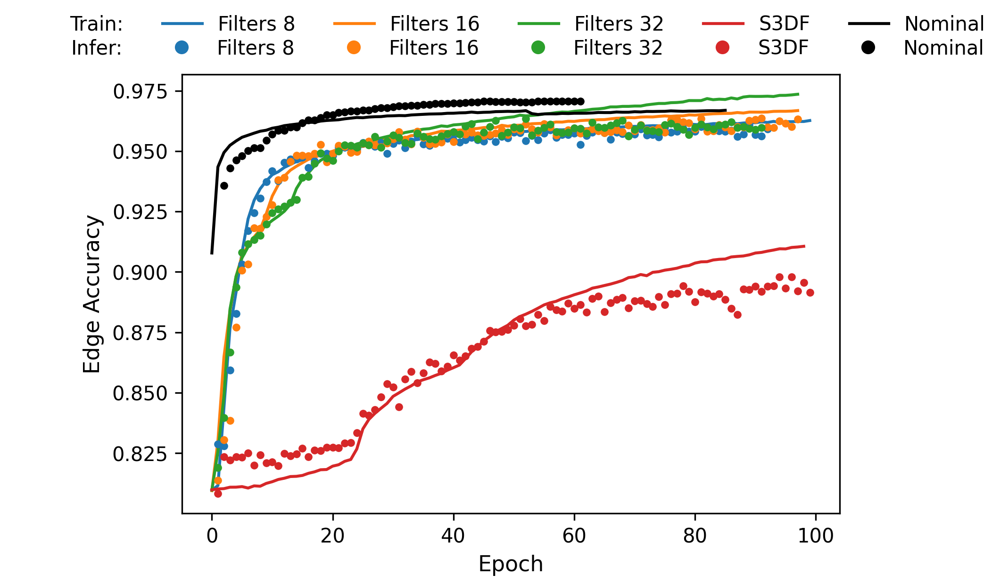 Train: Filters 8 Filters 16 Filters 32 S3DF Nominal
Infer: Filters 8 Filters 16 Filters 32 S3DF Nominal
0.975
0.950
0.925
0.900
0.875
0.850
0.825
Edge Accuracy
0 20 40 60 80 100
Epoch